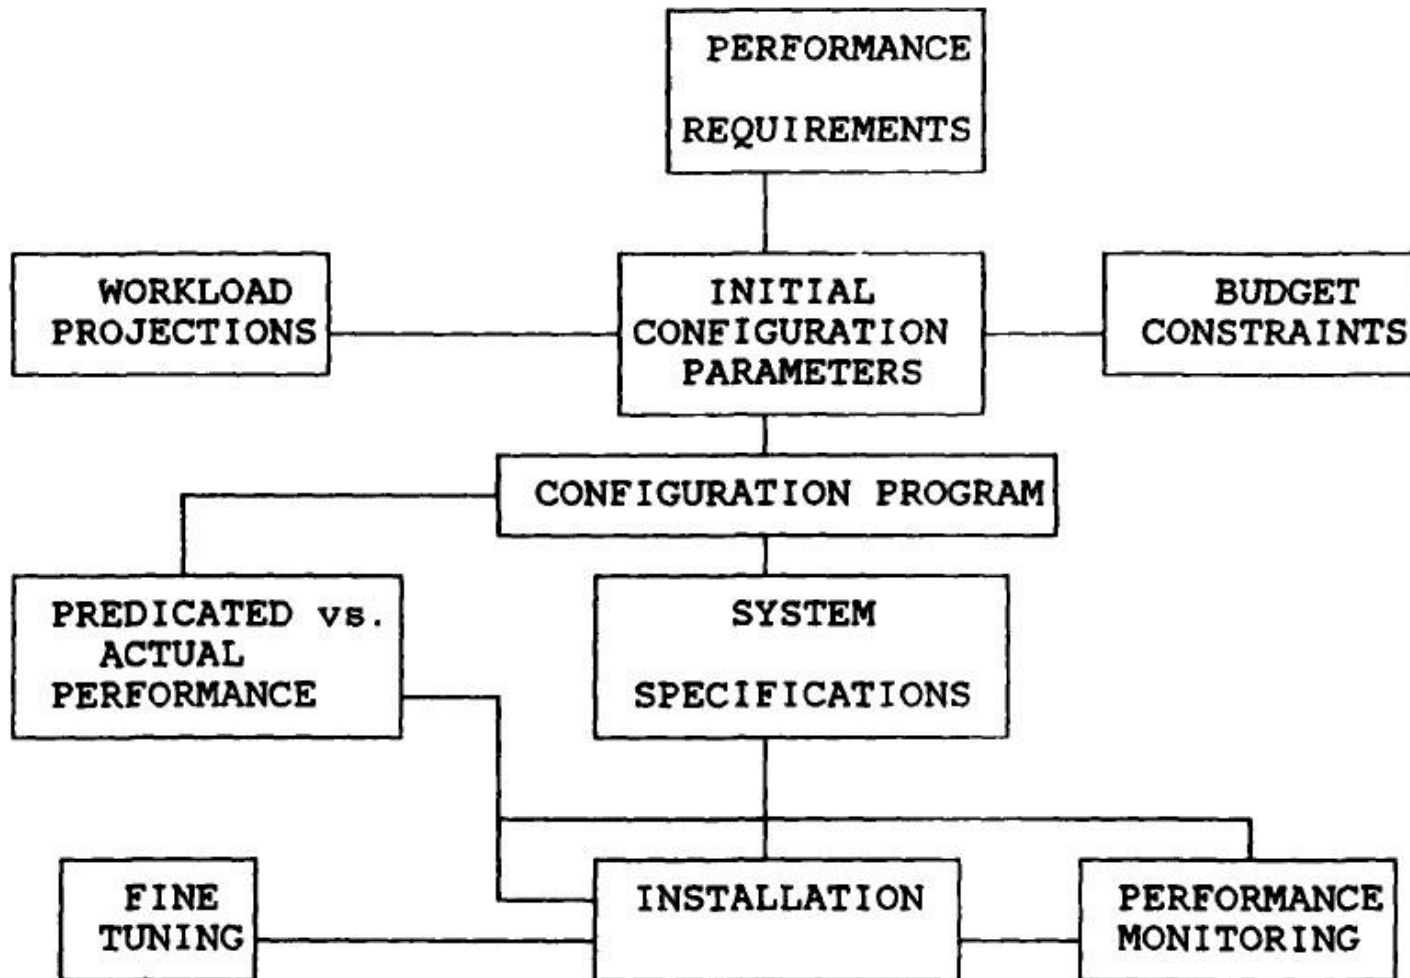 PERFORMANCE
REQUIREMENTS
WORKLOAD
PROJECTIONS
INITIAL
CONFIGURATION
PARAMETERS
BUDGET
CONSTRAINTS
CONFIGURATION PROGRAM
PREDICATED vs.
ACTUAL
PERFORMANCE
SYSTEM
SPECIFICATIONS
FINE
TUNING
INSTALLATION
PERFORMANCE
MONITORING